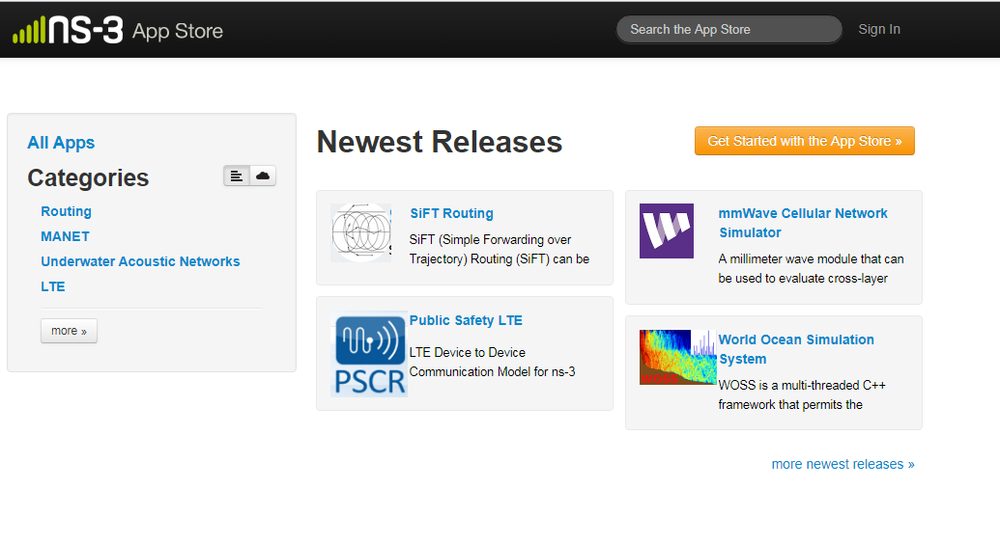 ns-3 App Store
Search the App Store
Sign In
All Apps
Categories
Routing
MANET
Underwater Acoustic Networks
LTE
more »
Newest Releases
Get Started with the App Store »
SiFT Routing
SiFT (Simple Forwarding over
Trajectory) Routing (SiFT) can be
mmWave Cellular Network
Simulator
A millimeter wave module that can
be used to evaluate cross-layer
PSCR
Public Safety LTE
LTE Device to Device
Communication Model for ns-3
World Ocean Simulation
System
WOSS is a multi-threaded C++
framework that permits the
more newest releases »